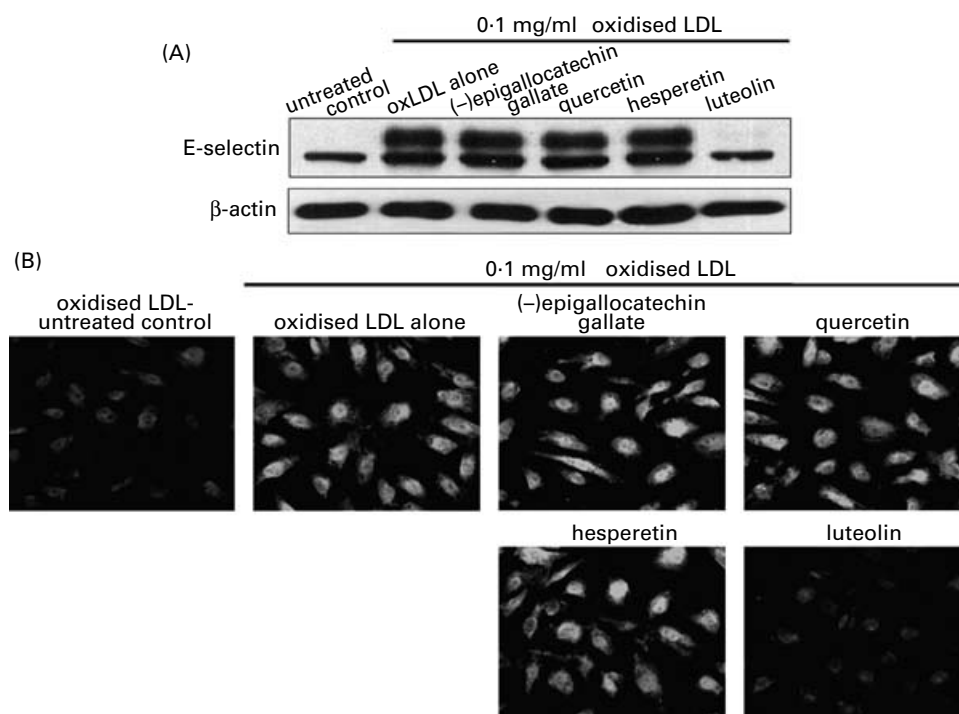 0·1 mg/ml oxidised LDL
(A)
untreated
control
oxLDL alone
(–)epigallocatechin
gallate
quercetin
hesperetin
luteolin
E-selectin
β-actin
(B)
0·1 mg/ml oxidised LDL
oxidised LDL-
untreated control
oxidised LDL alone
(–)epigallocatechin
gallate
quercetin
hesperetin
luteolin